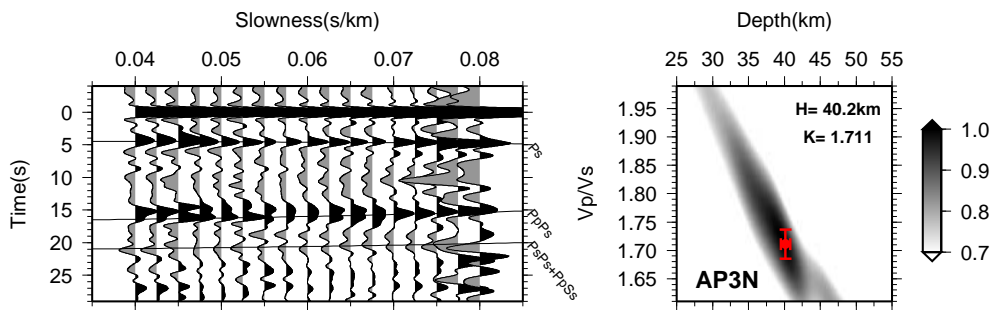 Slowness(s/km)
0.04 0.05 0.06 0.07 0.08
Time(s)
0
5
10
15
20
25
Ps
PpPs
PsPs+PpSs
Depth(km)
25 30 35 40 45 50 55
Vp/Vs
1.95
1.90
1.85
1.80
1.75
1.70
1.65
H= 40.2km
K= 1.711
AP3N
1.0
0.9
0.8
0.7